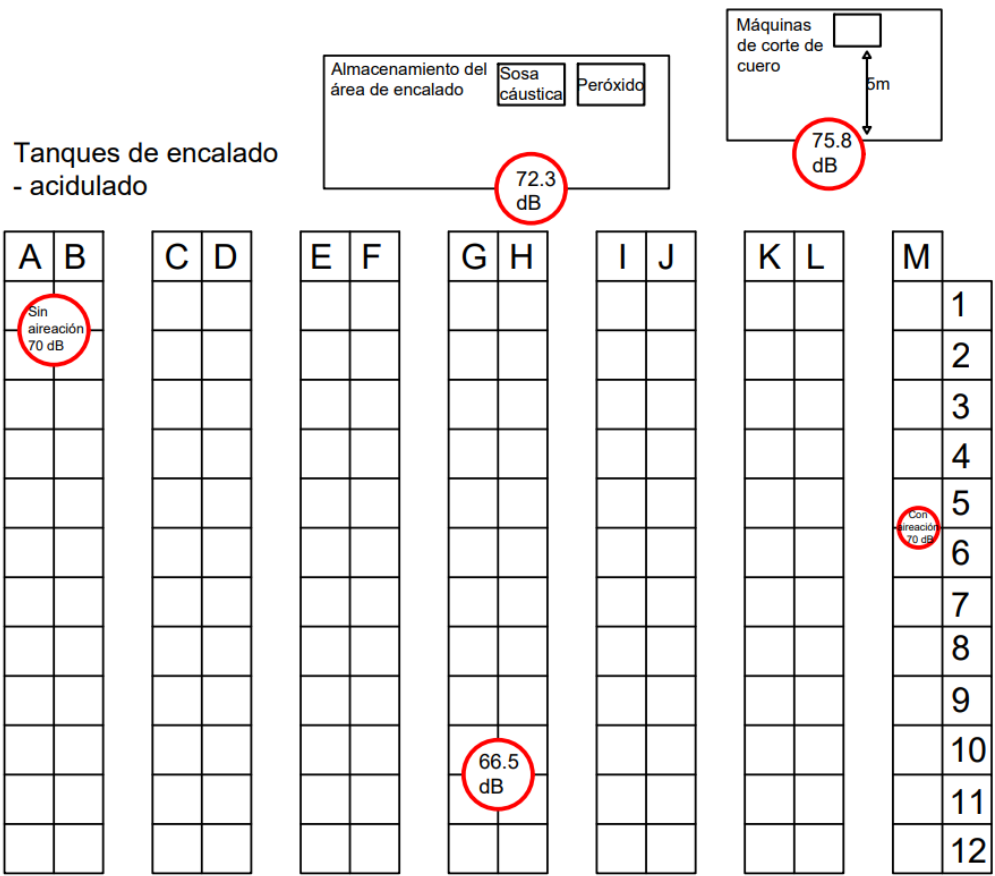 Máquinas
de corte de
cuero
5m
75.8
dB
Almacenamiento del
área de encalado
Sosa
cáustica
Peróxido
72.3
dB
Tanques de encalado
- acidulado
A B C D E F G H I J K L M
Sin
aireación
70 dB
1
2
3
4
5
Con
aireación
70 dB
6
7
8
9
66.5
dB
10
11
12